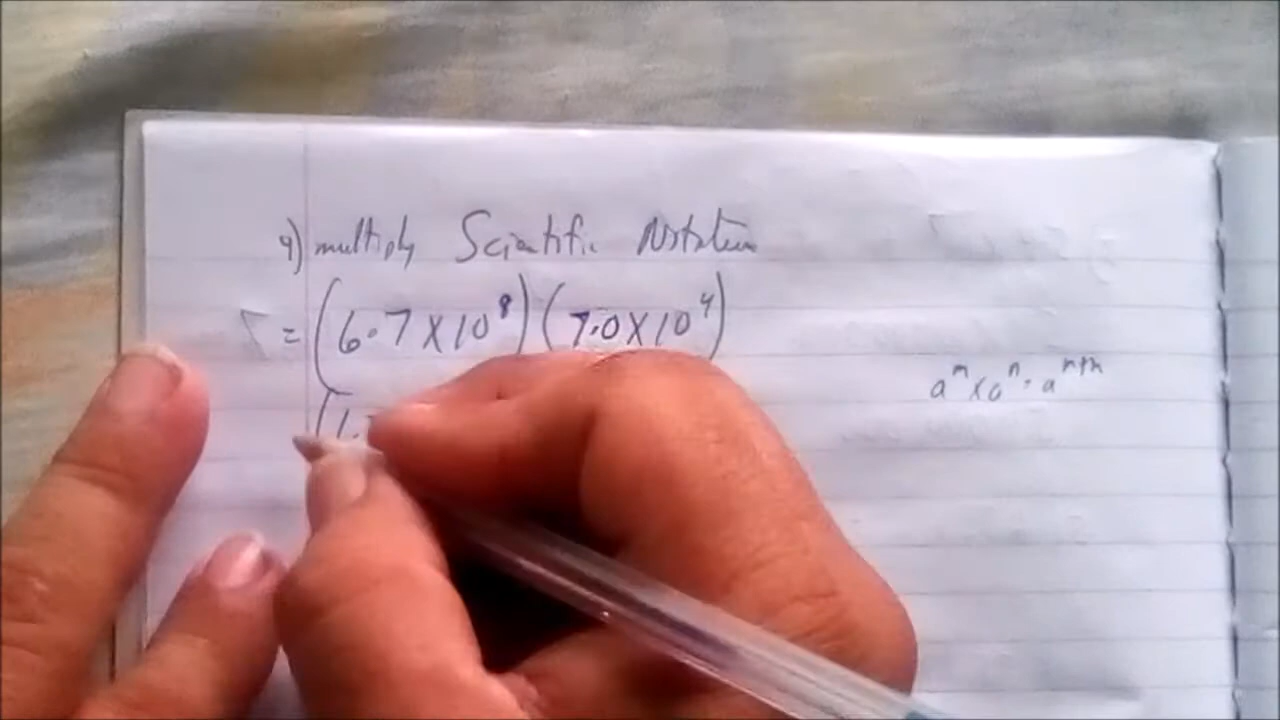 4) multiply Scientific Notation
= (6.7 X 10⁸) (7.0 X 10⁴)
aᵐ x aⁿ = aᵐ⁺ⁿ